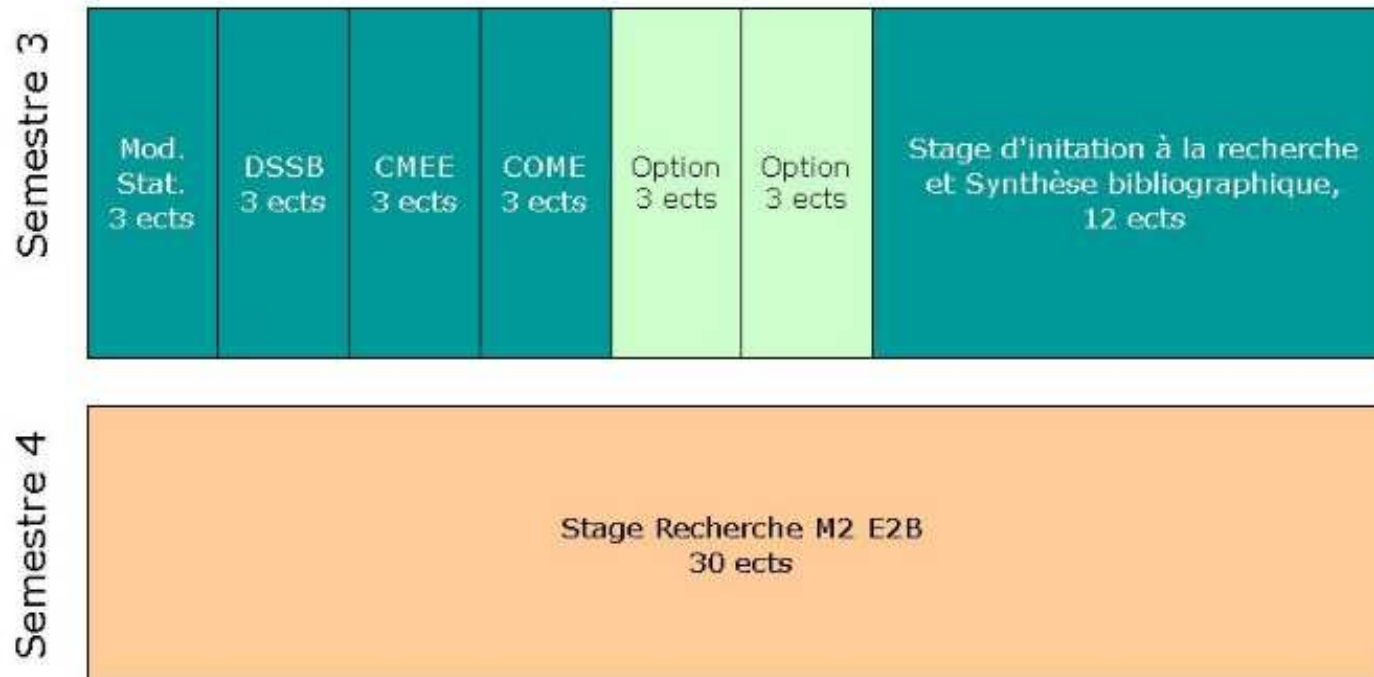 Semestre 3
Mod.
Stat.
3 ects
DSSB
3 ects
CMEE
3 ects
COME
3 ects
Option
3 ects
Option
3 ects
Stage d'initation à la recherche
et Synthèse bibliographique,
12 ects
Semestre 4
Stage Recherche M2 E2B
30 ects